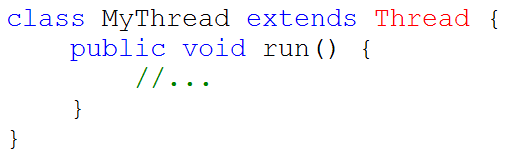 class MyThread extends Thread {
    public void run() {
        //...
    }
}